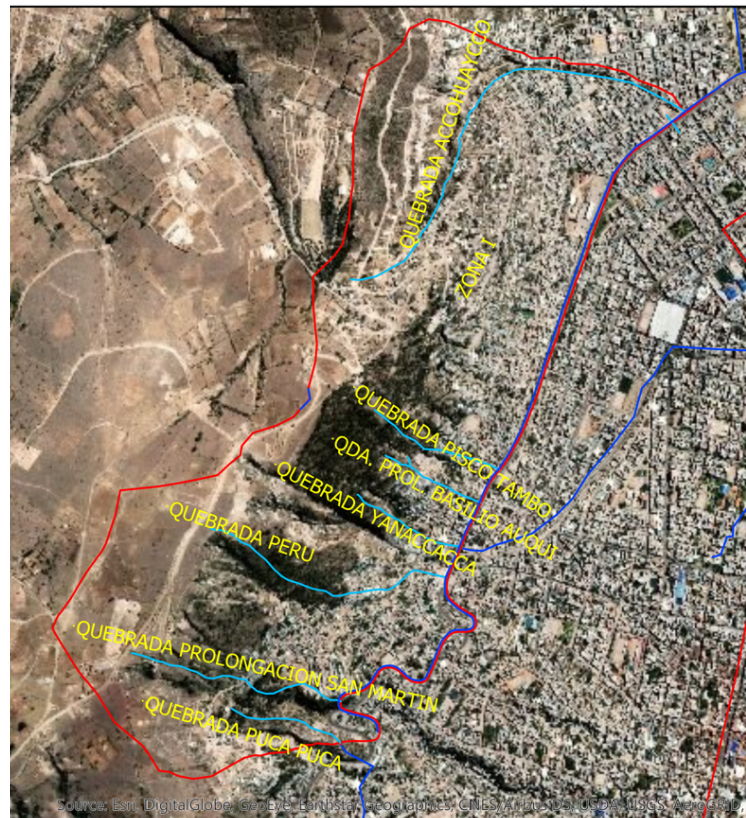 QUEBRADA ACCOHUAYCCO
ZONA I
QUEBRADA PISCO TAMBO
QDA. PROL. BASILIO AUQUI
QUEBRADA YANACCACCA
QUEBRADA PERU
QUEBRADA PROLONGACION SAN MARTIN
QUEBRADA PUCA PUCA
Source: Esri, DigitalGlobe, GeoEye, Earthstar Geographics, CNES/Airbus DS, USDA, USGS, AeroGRID,